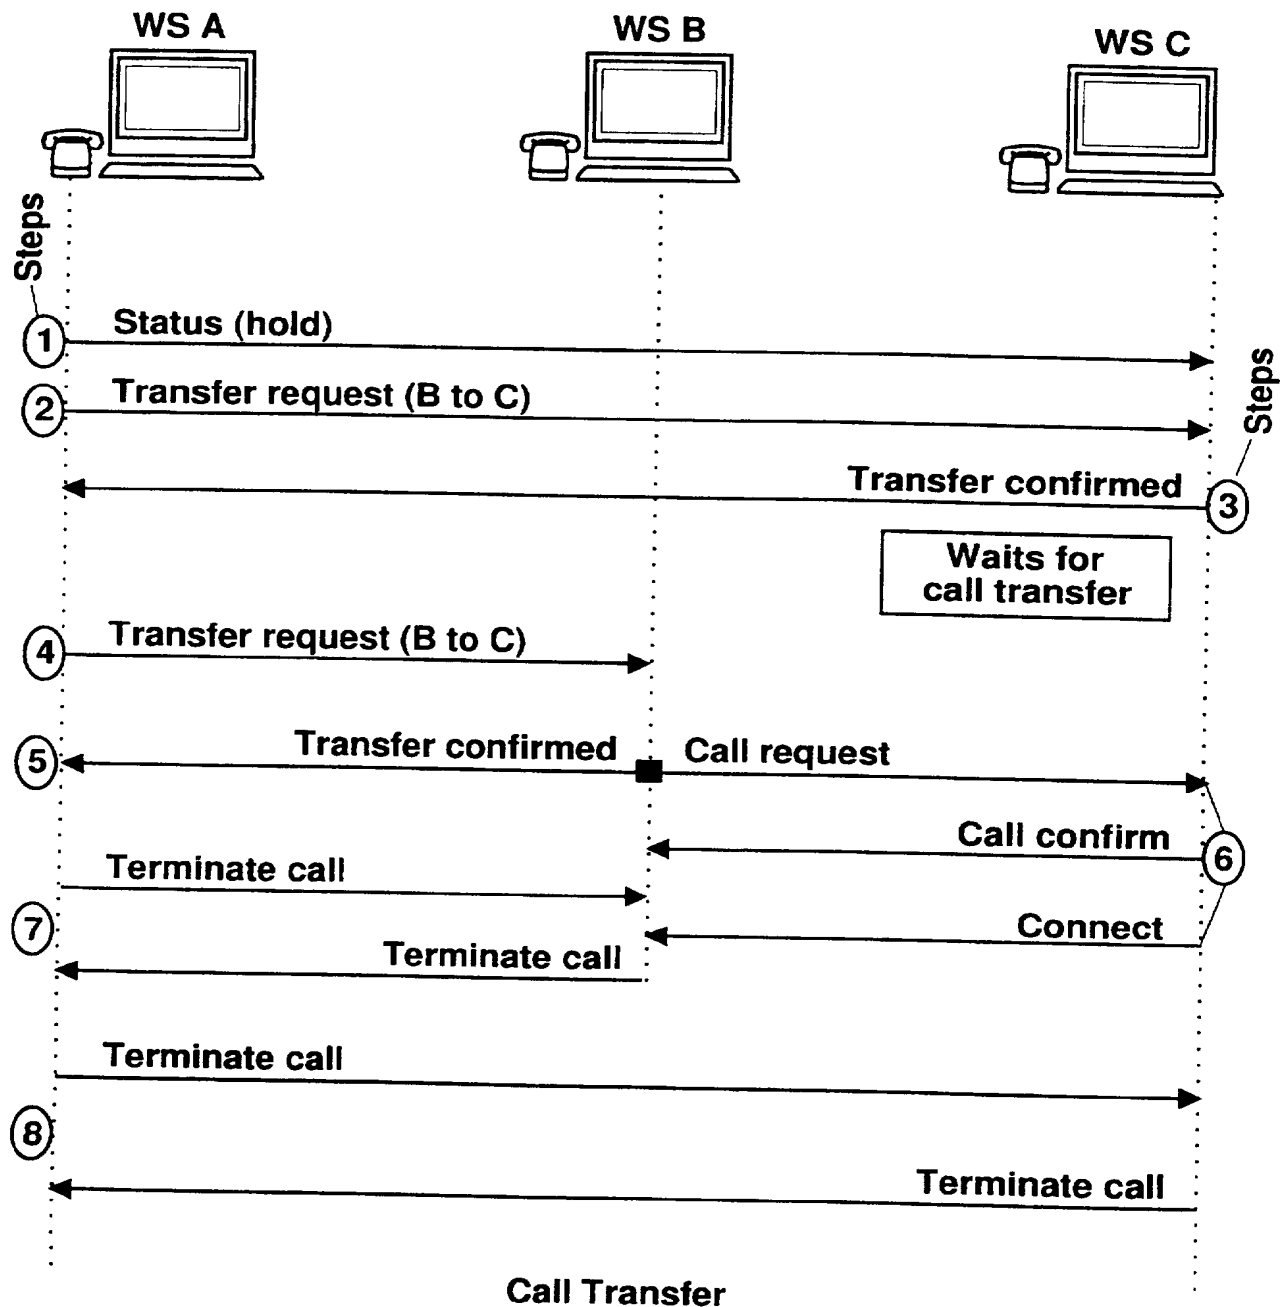 WS A
WS B
WS C
Steps
1
Status (hold)
2
Transfer request (B to C)
Steps
Transfer confirmed
3
Waits for
call transfer
4
Transfer request (B to C)
5
Transfer confirmed
Call request
Call confirm
6
Terminate call
7
Connect
Terminate call
Terminate call
8
Terminate call
Call Transfer